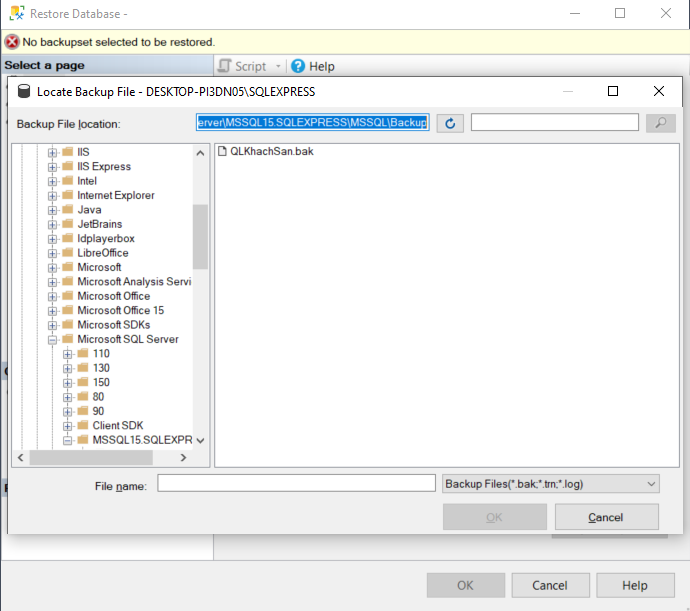 Restore Database -
No backupset selected to be restored.
Select a page
Script
Help
Locate Backup File - DESKTOP-PI3DN05\SQLEXPRESS
Backup File location:
erver\MSSQL15.SQLEXPRESS\MSSQL\Backup
IIS
IIS Express
Intel
Internet Explorer
Java
JetBrains
ldplayerbox
LibreOffice
Microsoft
Microsoft Analysis Servi
Microsoft Office
Microsoft Office 15
Microsoft SDKs
Microsoft SQL Server
110
130
150
80
90
Client SDK
MSSQL15.SQLEXPR
QLKhachSan.bak
File name:
Backup Files(*.bak;*.trn;*.log)
OK
Cancel
OK
Cancel
Help